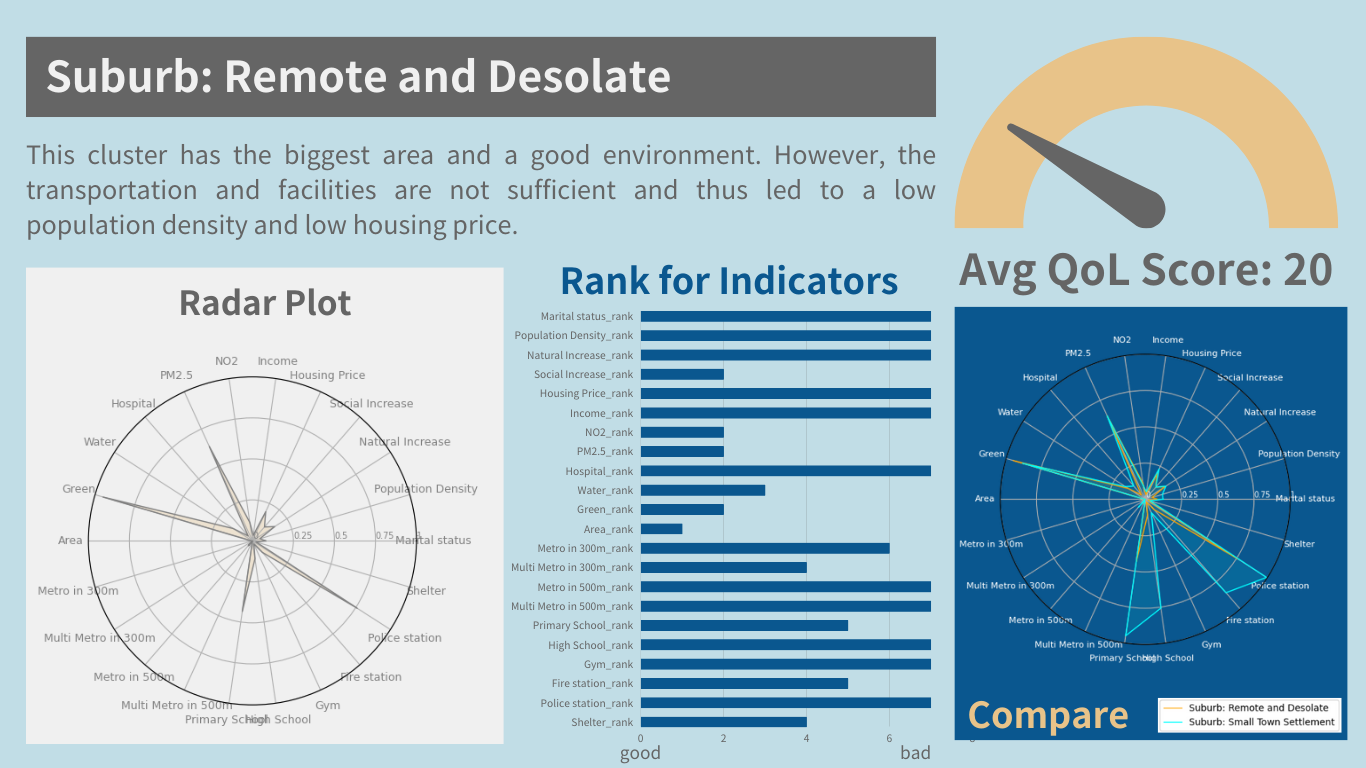 Suburb: Remote and Desolate
This cluster has the biggest area and a good environment. However, the
transportation and facilities are not sufficient and thus led to a low
population density and low housing price.
Avg QoL Score: 20
Radar Plot
NO2
Income
PM2.5
Housing Price
Hospital
Social Increase
Water
Natural Increase
Green
Population Density
0.25
0.5
0.75
Area
Marital status
Metro in 300m
Shelter
Multi Metro in 300m
Police station
Metro in 500m
Fire station
Multi Metro in 500m
Gym
Primary School
High School
Rank for Indicators
Marital status_rank
Population Density_rank
Natural Increase_rank
Social Increase_rank
Housing Price_rank
Income_rank
NO2_rank
PM2.5_rank
Hospital_rank
Water_rank
Green_rank
Area_rank
Metro in 300m_rank
Multi Metro in 300m_rank
Metro in 500m_rank
Multi Metro in 500m_rank
Primary School_rank
High School_rank
Gym_rank
Fire station_rank
Police station_rank
Shelter_rank
0 2 4 6 8
good bad
NO2
Income
PM2.5
Housing Price
Hospital
Social Increase
Water
Natural Increase
Green
Population Density
0.25
0.5
0.75
1
Area
Marital status
Metro in 300m
Shelter
Multi Metro in 300m
Police station
Metro in 500m
Fire station
Multi Metro in 500m
Gym
Primary School
High School
Compare
Suburb: Remote and Desolate
Suburb: Small Town Settlement